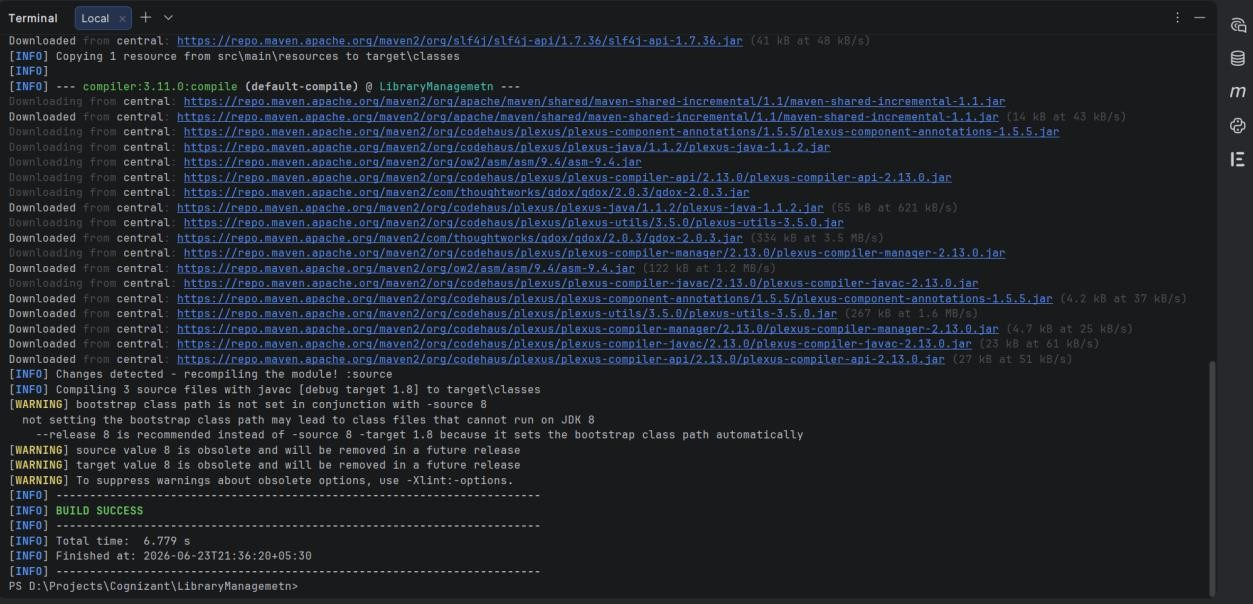 Terminal Local × +
Downloaded from central: https://repo.maven.apache.org/maven2/org/slf4j/slf4j-api/1.7.36/slf4j-api-1.7.36.jar (41 kB at 48 kB/s)
[INFO] Copying 1 resource from src\main\resources to target\classes
[INFO]
[INFO] --- compiler:3.11.0:compile (default-compile) @ LibraryManagemetn ---
Downloading from central: https://repo.maven.apache.org/maven2/org/apache/maven/shared/maven-shared-incremental/1.1/maven-shared-incremental-1.1.jar
Downloaded from central: https://repo.maven.apache.org/maven2/org/apache/maven/shared/maven-shared-incremental/1.1/maven-shared-incremental-1.1.jar (14 kB at 43 kB/s)
Downloading from central: https://repo.maven.apache.org/maven2/org/codehaus/plexus/plexus-component-annotations/1.5.5/plexus-component-annotations-1.5.5.jar
Downloading from central: https://repo.maven.apache.org/maven2/org/codehaus/plexus/plexus-java/1.1.2/plexus-java-1.1.2.jar
Downloading from central: https://repo.maven.apache.org/maven2/org/ow2/asm/asm/9.4/asm-9.4.jar
Downloading from central: https://repo.maven.apache.org/maven2/org/codehaus/plexus/plexus-compiler-api/2.13.0/plexus-compiler-api-2.13.0.jar
Downloading from central: https://repo.maven.apache.org/maven2/com/thoughtworks/qdox/qdox/2.0.3/qdox-2.0.3.jar
Downloaded from central: https://repo.maven.apache.org/maven2/org/codehaus/plexus/plexus-java/1.1.2/plexus-java-1.1.2.jar (55 kB at 621 kB/s)
Downloading from central: https://repo.maven.apache.org/maven2/org/codehaus/plexus/plexus-utils/3.5.0/plexus-utils-3.5.0.jar
Downloaded from central: https://repo.maven.apache.org/maven2/com/thoughtworks/qdox/qdox/2.0.3/qdox-2.0.3.jar (334 kB at 3.5 MB/s)
Downloading from central: https://repo.maven.apache.org/maven2/org/codehaus/plexus/plexus-compiler-manager/2.13.0/plexus-compiler-manager-2.13.0.jar
Downloaded from central: https://repo.maven.apache.org/maven2/org/ow2/asm/asm/9.4/asm-9.4.jar (122 kB at 1.2 MB/s)
Downloading from central: https://repo.maven.apache.org/maven2/org/codehaus/plexus/plexus-compiler-javac/2.13.0/plexus-compiler-javac-2.13.0.jar
Downloaded from central: https://repo.maven.apache.org/maven2/org/codehaus/plexus/plexus-component-annotations/1.5.5/plexus-component-annotations-1.5.5.jar (4.2 kB at 37 kB/s)
Downloaded from central: https://repo.maven.apache.org/maven2/org/codehaus/plexus/plexus-utils/3.5.0/plexus-utils-3.5.0.jar (267 kB at 1.6 MB/s)
Downloaded from central: https://repo.maven.apache.org/maven2/org/codehaus/plexus/plexus-compiler-manager/2.13.0/plexus-compiler-manager-2.13.0.jar (4.7 kB at 25 kB/s)
Downloaded from central: https://repo.maven.apache.org/maven2/org/codehaus/plexus/plexus-compiler-javac/2.13.0/plexus-compiler-javac-2.13.0.jar (23 kB at 61 kB/s)
Downloaded from central: https://repo.maven.apache.org/maven2/org/codehaus/plexus/plexus-compiler-api/2.13.0/plexus-compiler-api-2.13.0.jar (27 kB at 51 kB/s)
[INFO] Changes detected - recompiling the module! :source
[INFO] Compiling 3 source files with javac [debug target 1.8] to target\classes
[WARNING] bootstrap class path is not set in conjunction with -source 8
  not setting the bootstrap class path may lead to class files that cannot run on JDK 8
    --release 8 is recommended instead of -source 8 -target 1.8 because it sets the bootstrap class path automatically
[WARNING] source value 8 is obsolete and will be removed in a future release
[WARNING] target value 8 is obsolete and will be removed in a future release
[WARNING] To suppress warnings about obsolete options, use -Xlint:-options.
[INFO] ------------------------------------------------------------------------
[INFO] BUILD SUCCESS
[INFO] ------------------------------------------------------------------------
[INFO] Total time:  6.779 s
[INFO] Finished at: 2026-06-23T21:36:20+05:30
[INFO] ------------------------------------------------------------------------
PS D:\Projects\Cognizant\LibraryManagemetn>